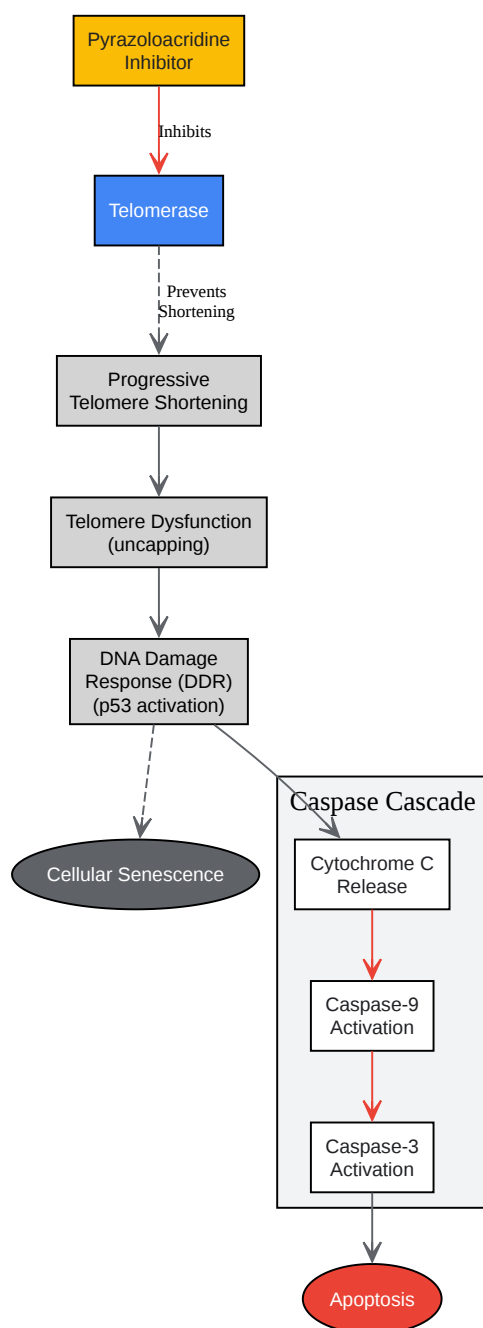 Pyrazoloacridine
Inhibitor
Inhibits
Telomerase
Prevents
Shortening
Progressive
Telomere Shortening
Telomere Dysfunction
(uncapping)
DNA Damage
Response (DDR)
(p53 activation)
Cellular Senescence
Caspase Cascade
Cytochrome C
Release
Caspase-9
Activation
Caspase-3
Activation
Apoptosis